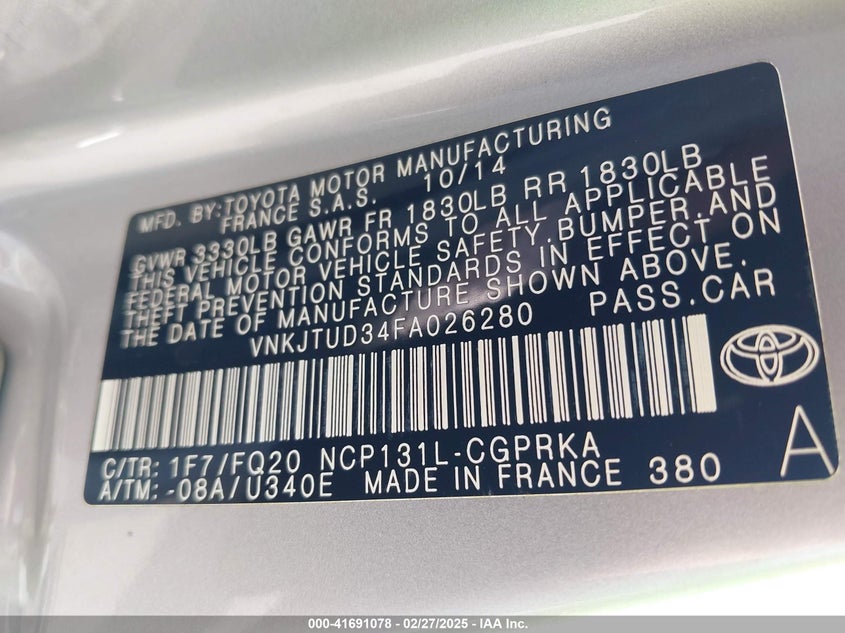 MFD. BY: TOYOTA MOTOR MANUFACTURING
FRANCE S.A.S. 10/14
GVWR 3330LB GAWR FR 1830LB RR 1830LB
THIS VEHICLE CONFORMS TO ALL APPLICABLE
FEDERAL MOTOR VEHICLE SAFETY,BUMPER,AND
THEFT PREVENTION STANDARDS IN EFFECT ON
THE DATE OF MANUFACTURE SHOWN ABOVE.
VNKJTUD34FA026280 PASS.CAR
C/TR: 1F7/FQ20 NCP131L-CGPRKA
A/TM: -08A/U340E MADE IN FRANCE 380
A
000-41691078 - 02/27/2025 - IAA Inc.